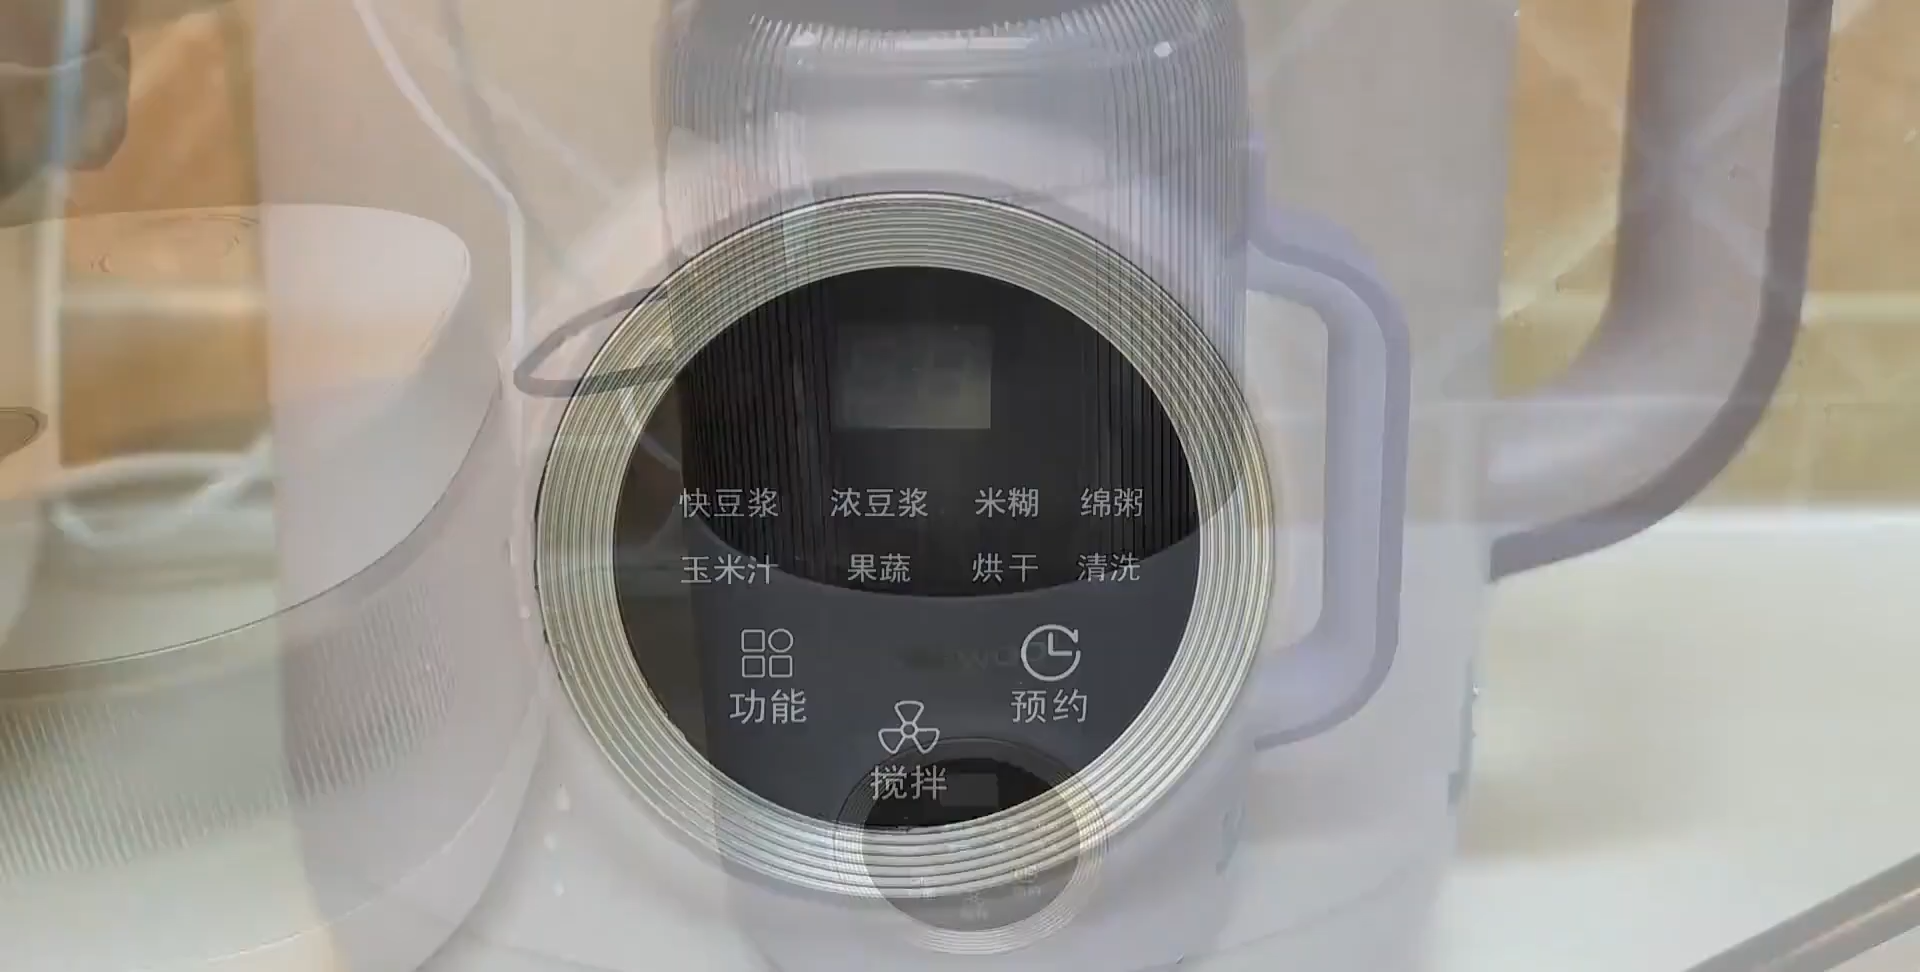 快豆浆 浓豆浆 米糊 绵粥
玉米汁 果蔬 烘干 清洗
功能 预约
搅拌